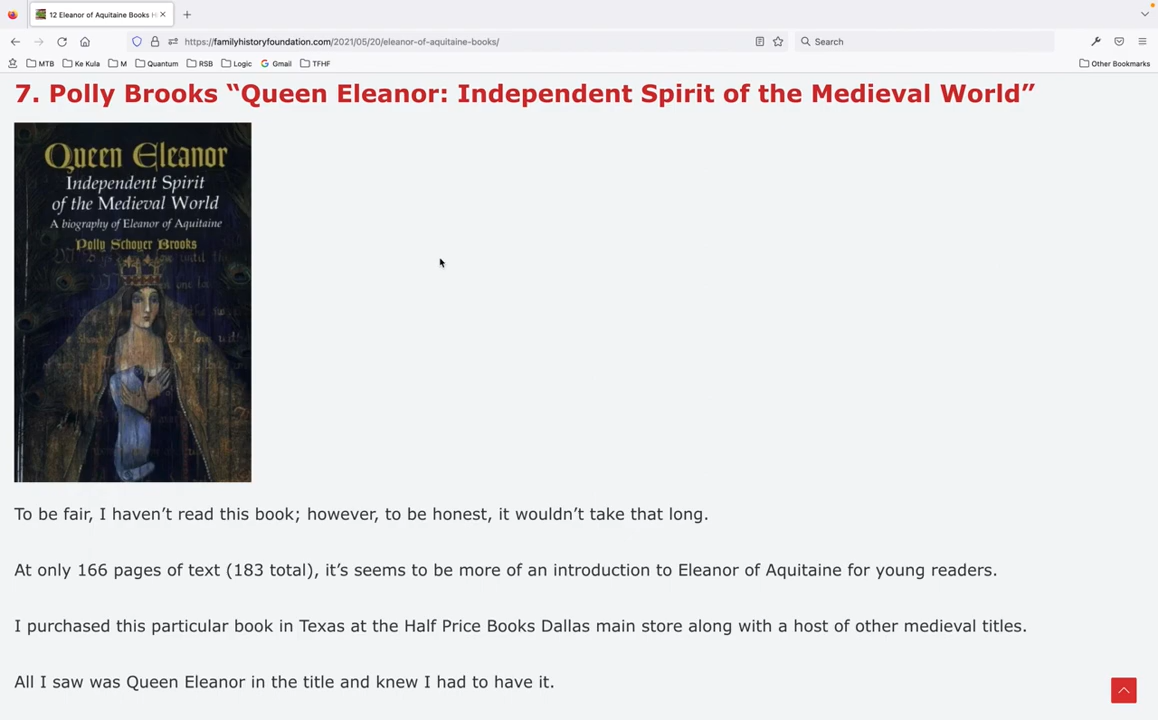 12 Eleanor of Aquitaine Books H
https://familyhistoryfoundation.com/2021/05/20/eleanor-of-aquitaine-books/
Search
MTB Ke Kula M Quantum RSB Logic Gmail TFHF Other Bookmarks
7. Polly Brooks “Queen Eleanor: Independent Spirit of the Medieval World”
Queen Eleanor
Independent Spirit
of the Medieval World
A biography of Eleanor of Aquitaine
Polly Schoyer Brooks
To be fair, I haven’t read this book; however, to be honest, it wouldn’t take that long.
At only 166 pages of text (183 total), it’s seems to be more of an introduction to Eleanor of Aquitaine for young readers.
I purchased this particular book in Texas at the Half Price Books Dallas main store along with a host of other medieval titles.
All I saw was Queen Eleanor in the title and knew I had to have it.